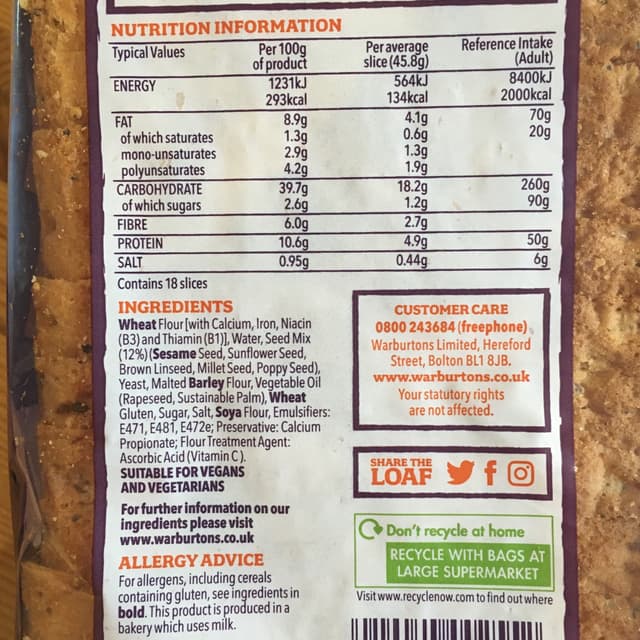 NUTRITION INFORMATION
Typical Values Per 100g Per average Reference Intake
of product slice (45.8g) (Adult)
ENERGY 1231kJ 564kJ 8400kJ
293kcal 134kcal 2000kcal
FAT 8.9g 4.1g 70g
of which saturates 1.3g 0.6g 20g
mono-unsaturates 2.9g 1.3g
polyunsaturates 4.2g 1.9g
CARBOHYDRATE 39.7g 18.2g 260g
of which sugars 2.6g 1.2g 90g
FIBRE 6.0g 2.7g
PROTEIN 10.6g 4.9g 50g
SALT 0.95g 0.44g 6g
Contains 18 slices
INGREDIENTS
Wheat Flour [with Calcium, Iron, Niacin
(B3) and Thiamin (B1)], Water, Seed Mix
(12%) (Sesame Seed, Sunflower Seed,
Brown Linseed, Millet Seed, Poppy Seed),
Yeast, Malted Barley Flour, Vegetable Oil
(Rapeseed, Sustainable Palm), Wheat
Gluten, Sugar, Salt, Soya Flour, Emulsifiers:
E471, E481, E472e; Preservative: Calcium
Propionate; Flour Treatment Agent:
Ascorbic Acid (Vitamin C).
SUITABLE FOR VEGANS
AND VEGETARIANS
For further information on our
ingredients please visit
www.warburtons.co.uk
ALLERGY ADVICE
For allergens, including cereals
containing gluten, see ingredients in
bold. This product is produced in a
bakery which uses milk.
CUSTOMER CARE
0800 243684 (freephone)
Warburtons Limited, Hereford
Street, Bolton BL1 8JB.
www.warburtons.co.uk
Your statutory rights
are not affected.
SHARE THE
LOAF
Don't recycle at home
RECYCLE WITH BAGS AT
LARGE SUPERMARKET
Visit www.recyclenow.com to find out where